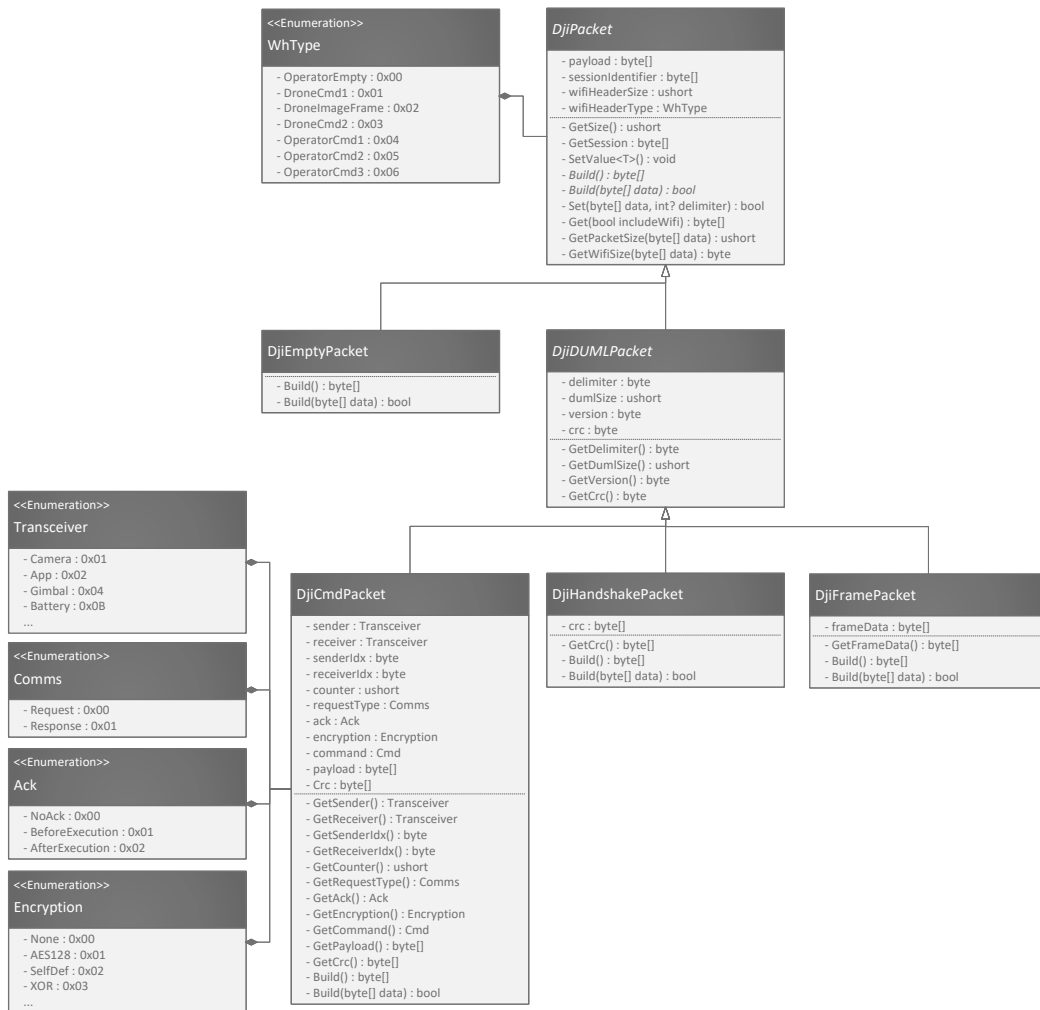 <<Enumeration>>
WhType
- OperatorEmpty : 0x00
- DroneCmd1 : 0x01
- DroneImageFrame : 0x02
- DroneCmd2 : 0x03
- OperatorCmd1 : 0x04
- OperatorCmd2 : 0x05
- OperatorCmd3 : 0x06
DjiPacket
- payload : byte[]
- sessionIdentifier : byte[]
- wifiHeaderSize : ushort
- wifiHeaderType : WhType
- GetSize() : ushort
- GetSession : byte[]
- SetValue<T>() : void
- Build() : byte[]
- Build(byte[] data) : bool
- Set(byte[] data, int? delimiter) : bool
- Get(bool includeWifi) : byte[]
- GetPacketSize(byte[] data) : ushort
- GetWifiSize(byte[] data) : byte
DjiEmptyPacket
- Build() : byte[]
- Build(byte[] data) : bool
DjiDUMLPacket
- delimiter : byte
- dumlSize : ushort
- version : byte
- crc : byte
- GetDelimiter() : byte
- GetDumlSize() : ushort
- GetVersion() : byte
- GetCrc() : byte
<<Enumeration>>
Transceiver
- Camera : 0x01
- App : 0x02
- Gimbal : 0x04
- Battery : 0x0B
...
<<Enumeration>>
Comms
- Request : 0x00
- Response : 0x01
<<Enumeration>>
Ack
- NoAck : 0x00
- BeforeExecution : 0x01
- AfterExecution : 0x02
<<Enumeration>>
Encryption
- None : 0x00
- AES128 : 0x01
- SelfDef : 0x02
- XOR : 0x03
...
DjiCmdPacket
- sender : Transceiver
- receiver : Transceiver
- senderIdx : byte
- receiverIdx : byte
- counter : ushort
- requestType : Comms
- ack : Ack
- encryption : Encryption
- command : Cmd
- payload : byte[]
- Crc : byte[]
- GetSender() : Transceiver
- GetReceiver() : Transceiver
- GetSenderIdx() : byte
- GetReceiverIdx() : byte
- GetCounter() : ushort
- GetRequestType() : Comms
- GetAck() : Ack
- GetEncryption() : Encryption
- GetCommand() : Cmd
- GetPayload() : byte[]
- GetCrc() : byte[]
- Build() : byte[]
- Build(byte[] data) : bool
DjiHandshakePacket
- crc : byte[]
- GetCrc() : byte[]
- Build() : byte[]
- Build(byte[] data) : bool
DjiFramePacket
- frameData : byte[]
- GetFrameData() : byte[]
- Build() : byte[]
- Build(byte[] data) : bool